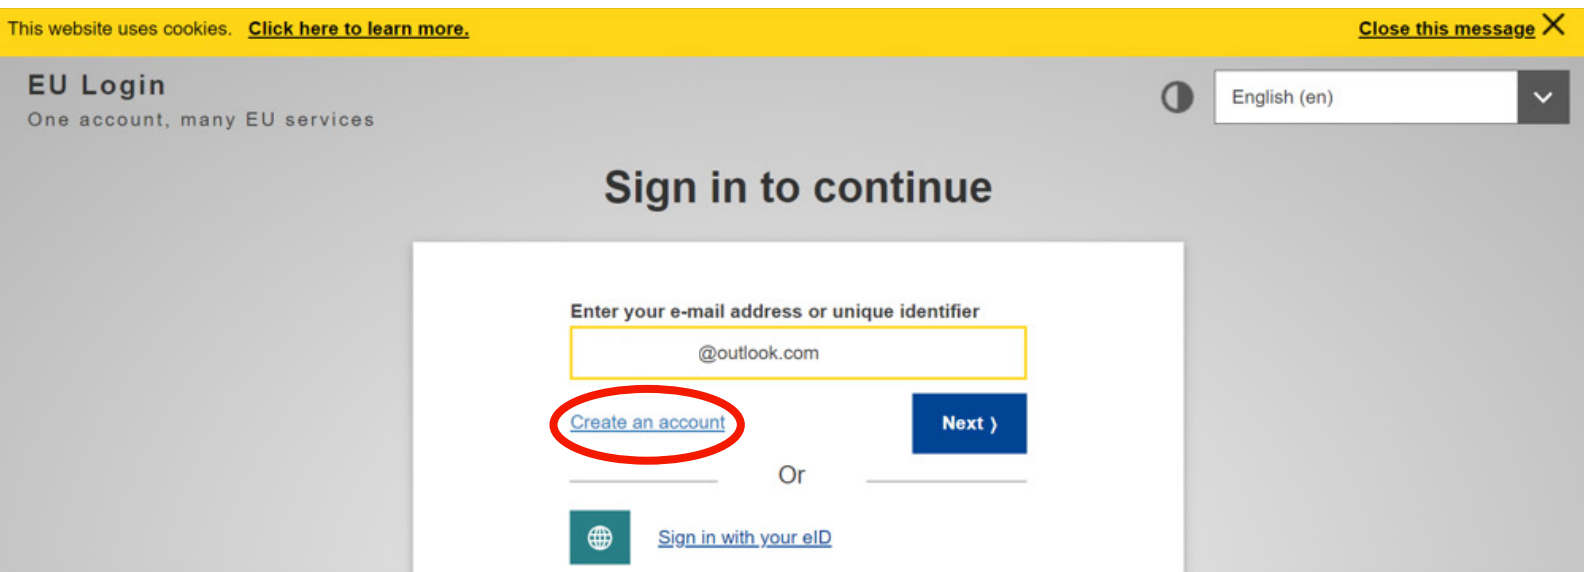 This website uses cookies. Click here to learn more. Close this message
EU Login
One account, many EU services
English (en)
Sign in to continue
Enter your e-mail address or unique identifier
@outlook.com
Create an account
Next ⟩
Or
Sign in with your eID